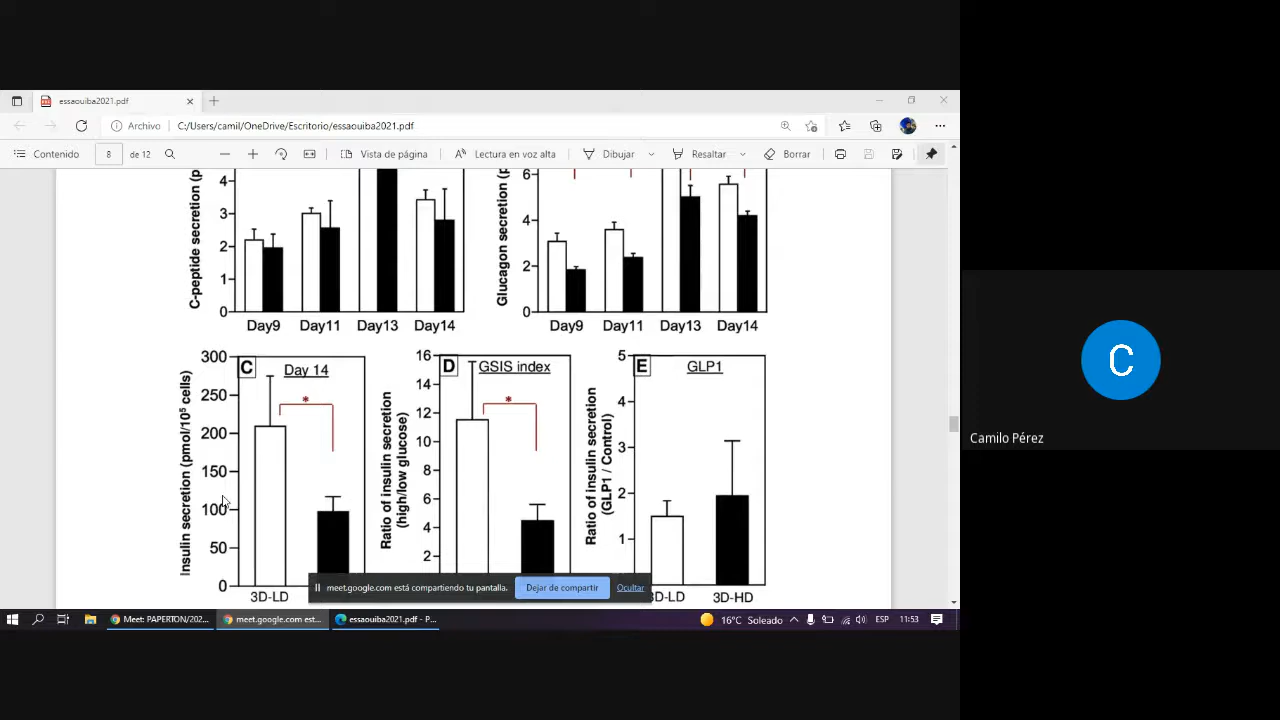 essaouiba2021.pdf
Archivo C:/Users/camil/OneDrive/Escritorio/essaouiba2021.pdf
Contenido 8 de 12 Vista de página Lectura en voz alta Dibujar Resaltar Borrar
C-peptide secretion (p
4
3
2
1
0
Day9 Day11 Day13 Day14
Glucagon secretion (p
6
4
2
0
Day9 Day11 Day13 Day14
C Day 14
Insulin secretion (pmol/10⁵ cells)
300
250
200
150
100
50
0
*
3D-LD
D GSIS index
Ratio of insulin secretion
(high/low glucose)
16
14
12
10
8
6
4
2
*
E GLP1
Ratio of insulin secretion
(GLP1 / Control)
5
4
3
2
1
3D-LD 3D-HD
meet.google.com está compartiendo tu pantalla. Dejar de compartir Ocultar
Meet: PAPERTON/202... meet.google.com est... essaouiba2021.pdf - P... 16°C Soleado ESP 11:53
C
Camilo Pérez